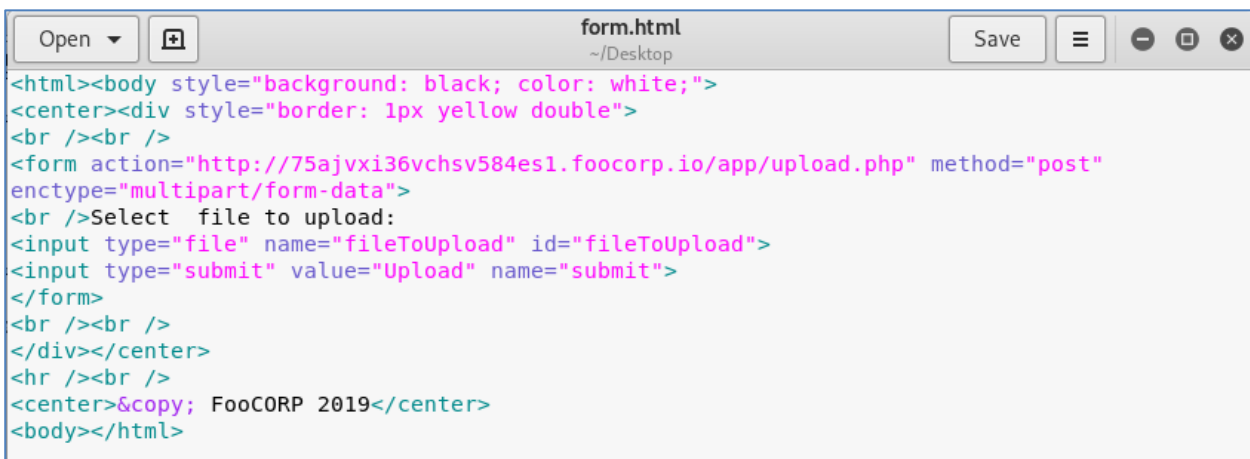 Open
form.html
~/Desktop
Save
<html><body style="background: black; color: white;">
<center><div style="border: 1px yellow double">
<br /><br />
<form action="http://75ajvxi36vchsv584es1.foocorp.io/app/upload.php" method="post"
enctype="multipart/form-data">
<br />Select  file to upload:
<input type="file" name="fileToUpload" id="fileToUpload">
<input type="submit" value="Upload" name="submit">
</form>
<br /><br />
</div></center>
<hr /><br />
<center>&copy; FooCORP 2019</center>
<body></html>